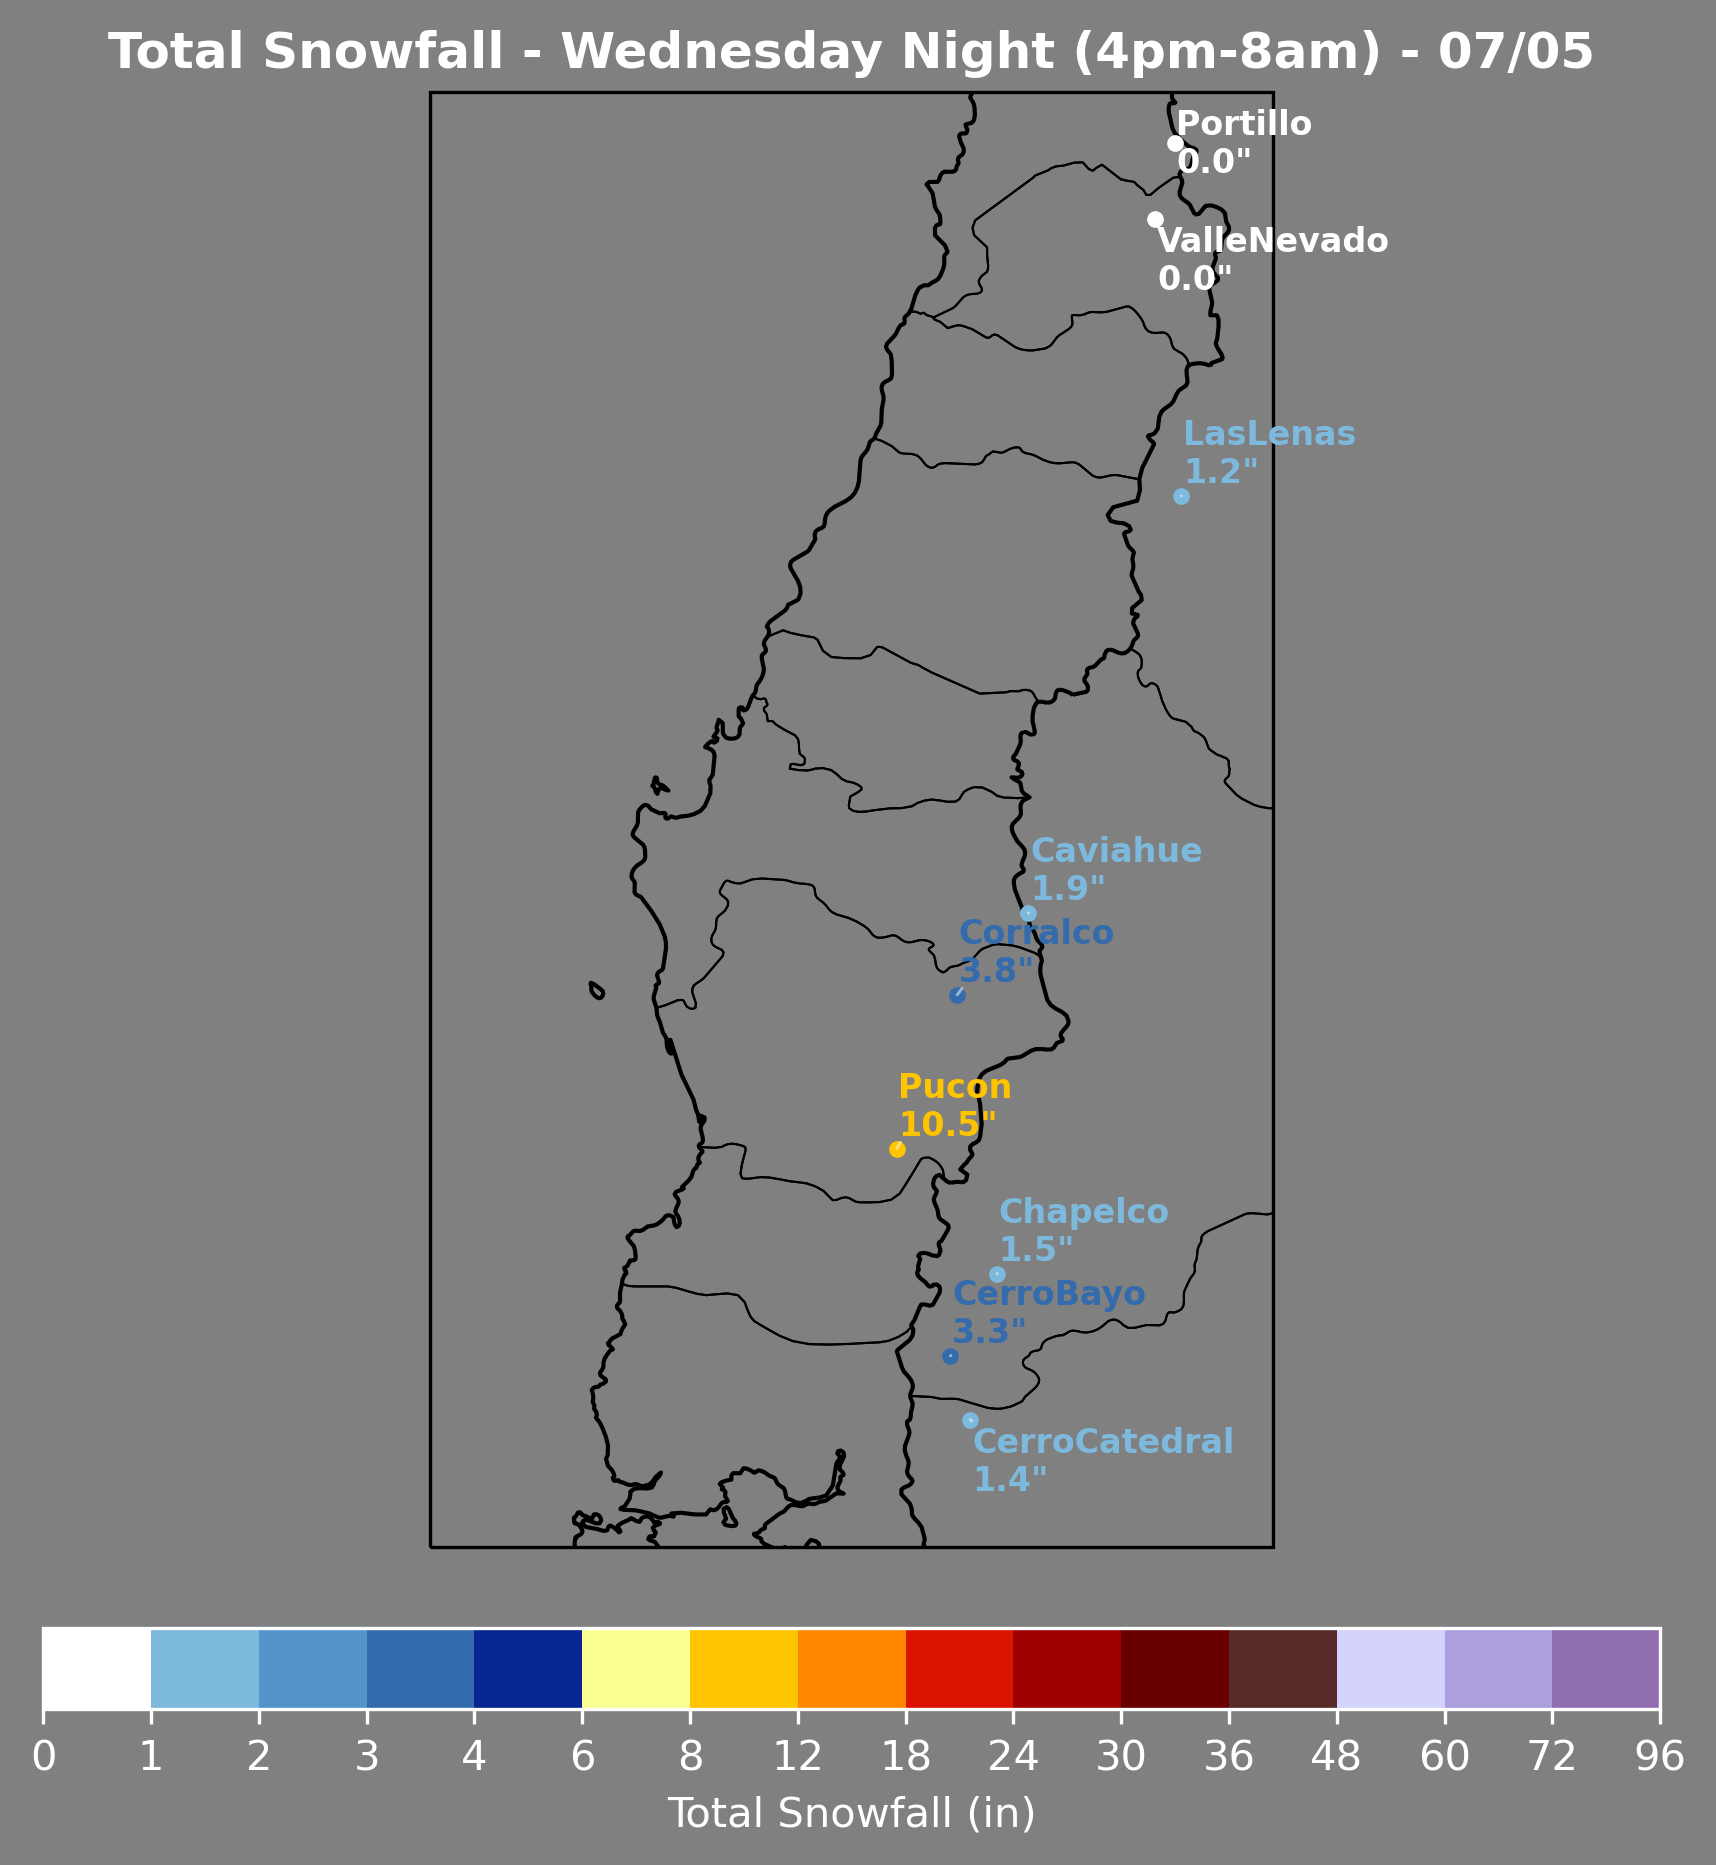 Total Snowfall - Wednesday Night (4pm-8am) - 07/05
Portillo
0.0"
ValleNevado
0.0"
LasLenas
1.2"
Caviahue
1.9"
Corralco
3.8"
Pucon
10.5"
Chapelco
1.5"
CerroBayo
3.3"
CerroCatedral
1.4"
0 1 2 3 4 6 8 12 18 24 30 36 48 60 72 96
Total Snowfall (in)